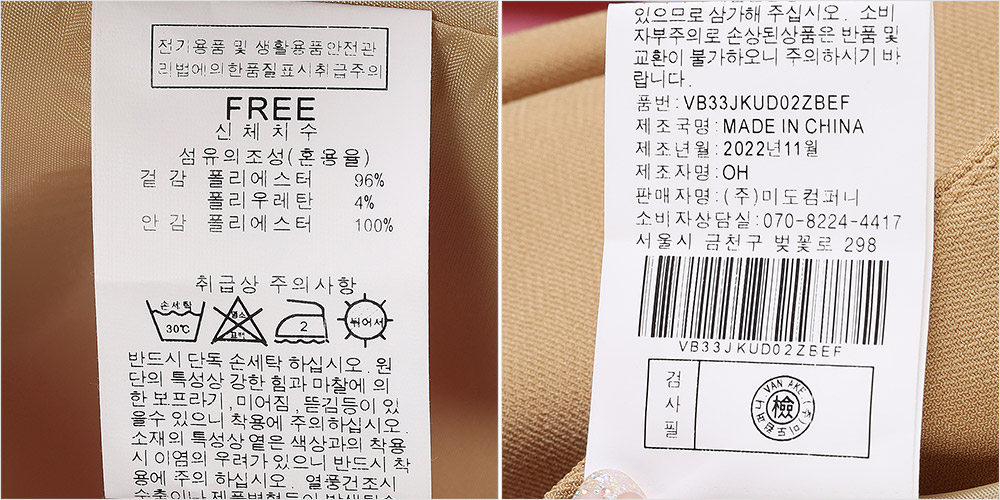 전기용품 및 생활용품안전관
리법에의한품질표시취급주의
FREE
신 체 치 수
섬유의조성(혼용율)
겉 감 폴리에스터 96%
폴리우레탄 4%
안 감 폴리에스터 100%
취급상 주의사항
손세탁
30℃
염소
표백
2
뉘어서
반드시 단독 손세탁 하십시오. 원
단의 특성상 강한 힘과 마찰에 의
한 보프라기, 미어짐, 뜯김등이 있
을수 있으니 착용에 주의하십시오.
소재의 특성상 옅은 색상과의 착용
시 이염의 우려가 있으니 반드시 착
용에 주의 하십시오. 열풍건조시
있으므로 삼가해 주십시오. 소비
자부주의로 손상된상품은 반품 및
교환이 불가하오니 주의하시기 바
랍니다.
품번:VB33JKUD02ZBEF
제조국명:MADE IN CHINA
제조년월:2022년11월
제조자명:OH
판매자명:(주)미도컴퍼니
소비자상담실:070-8224-4417
서울시 금천구 벚꽃로 298
VB33JKUD02ZBEF
검
사
필
VAN AKE
檢
(주)미도컴퍼니